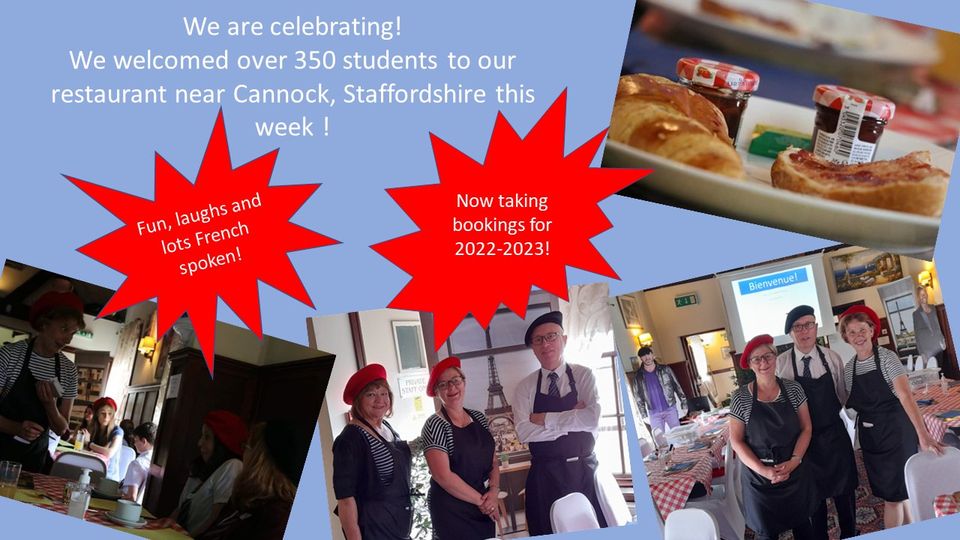 We are celebrating!
We welcomed over 350 students to our
restaurant near Cannock, Staffordshire this
week !
Fun, laughs and
lots French
spoken!
Now taking
bookings for
2022-2023!
Bienvenue!
PRIVATE